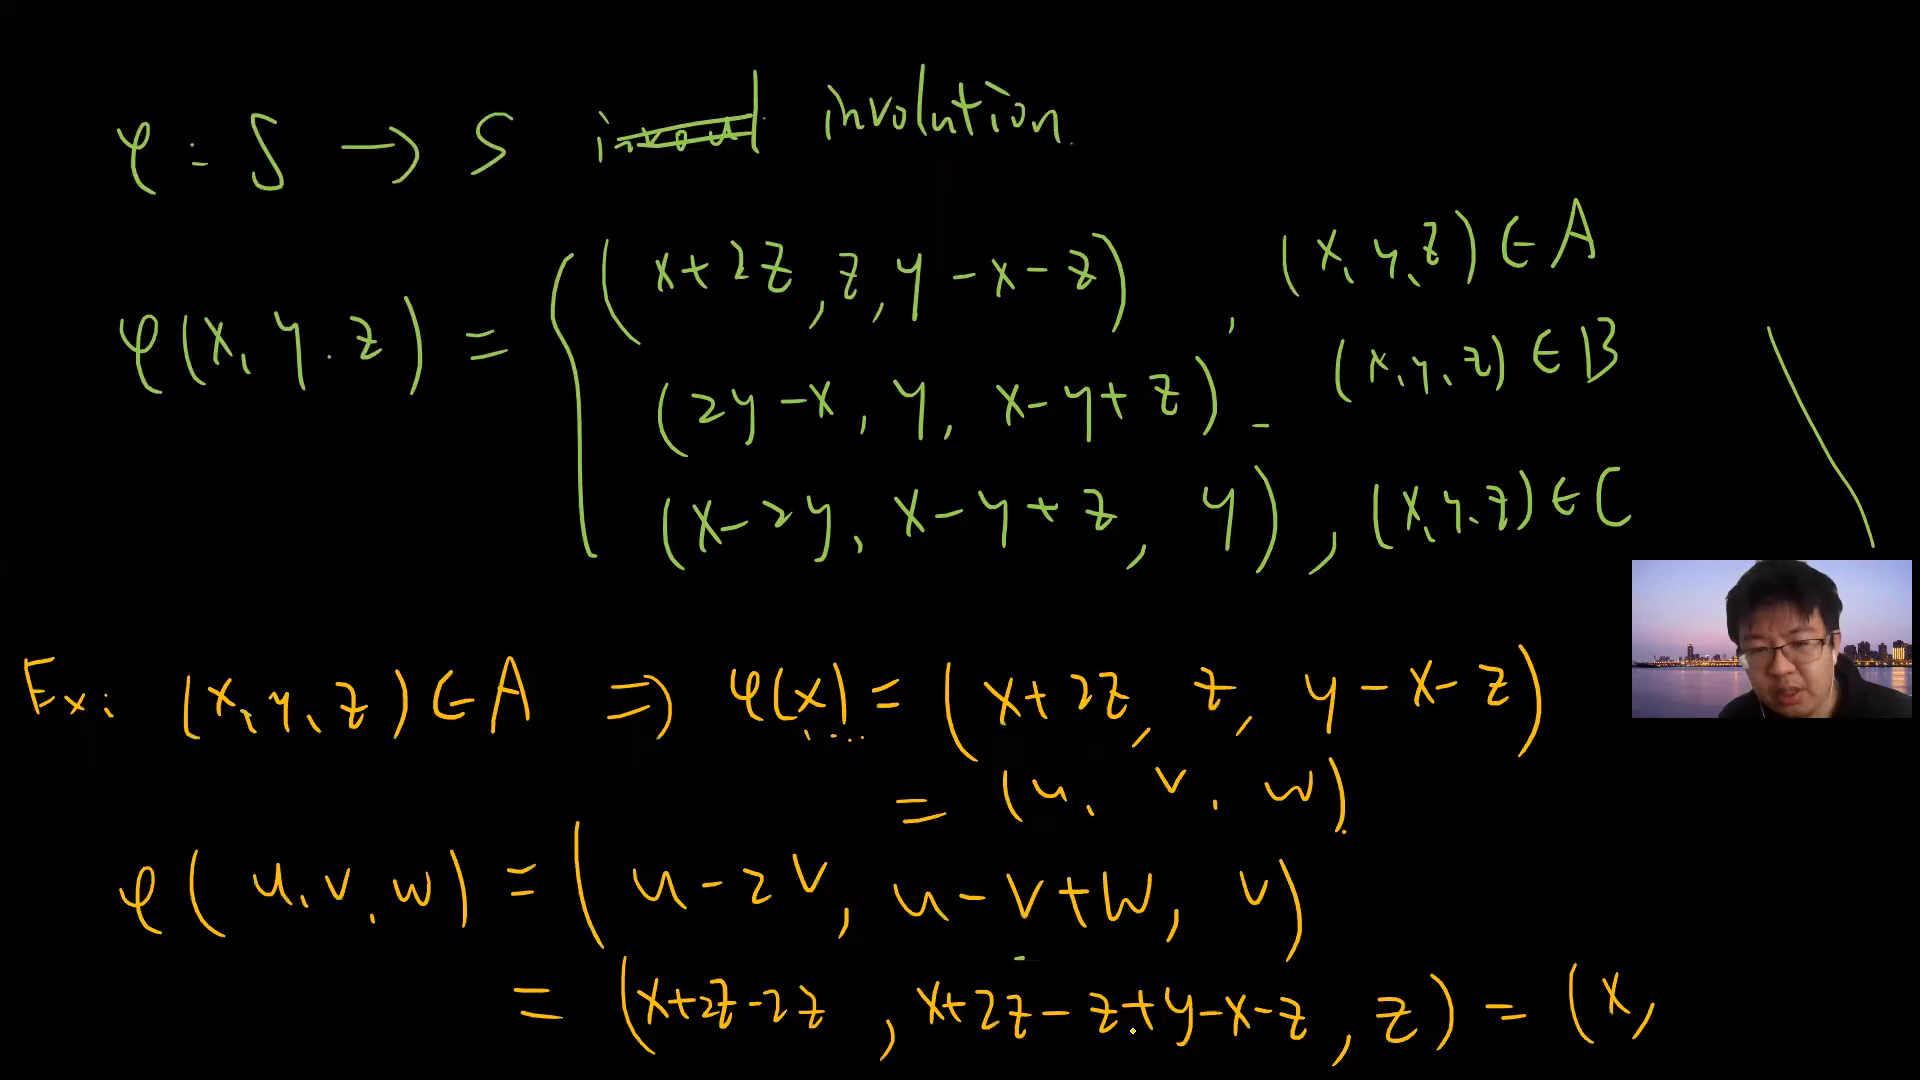 φ: S → S involution.
φ(x, y, z) = { (x+2z, z, y-x-z), (x, y, z) ∈ A
(2y-x, y, x-y+z), (x, y, z) ∈ B
(x-2y, x-y+z, y), (x, y, z) ∈ C
Ex: (x, y, z) ∈ A ⇒ φ(x) = (x+2z, z, y-x-z)
= (u, v, w).
φ(u, v, w) = (u-2v, u-v+w, v)
= (x+2z-2z, x+2z-z+y-x-z, z) = (x,